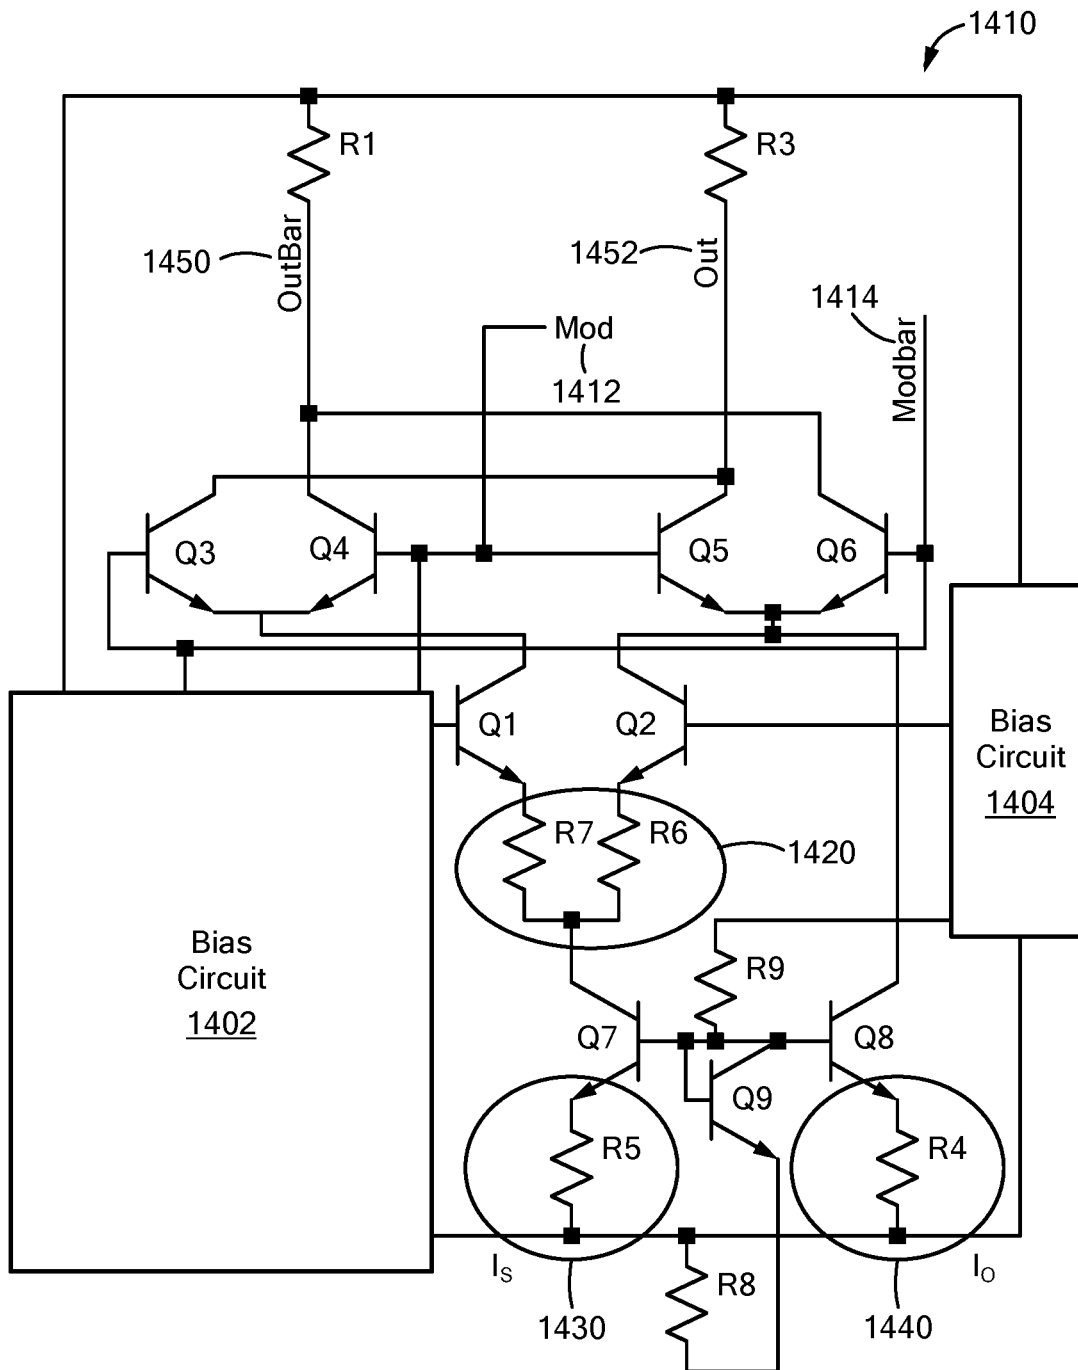 1410
R1
R3
1450
OutBar
1452
Out
1414
Modbar
Mod
1412
Q3
Q4
Q5
Q6
Q1
Q2
Bias
Circuit
1404
R7
R6
1420
Bias
Circuit
1402
R9
Q7
Q8
Q9
R5
R4
IS
R8
IO
1430
1440